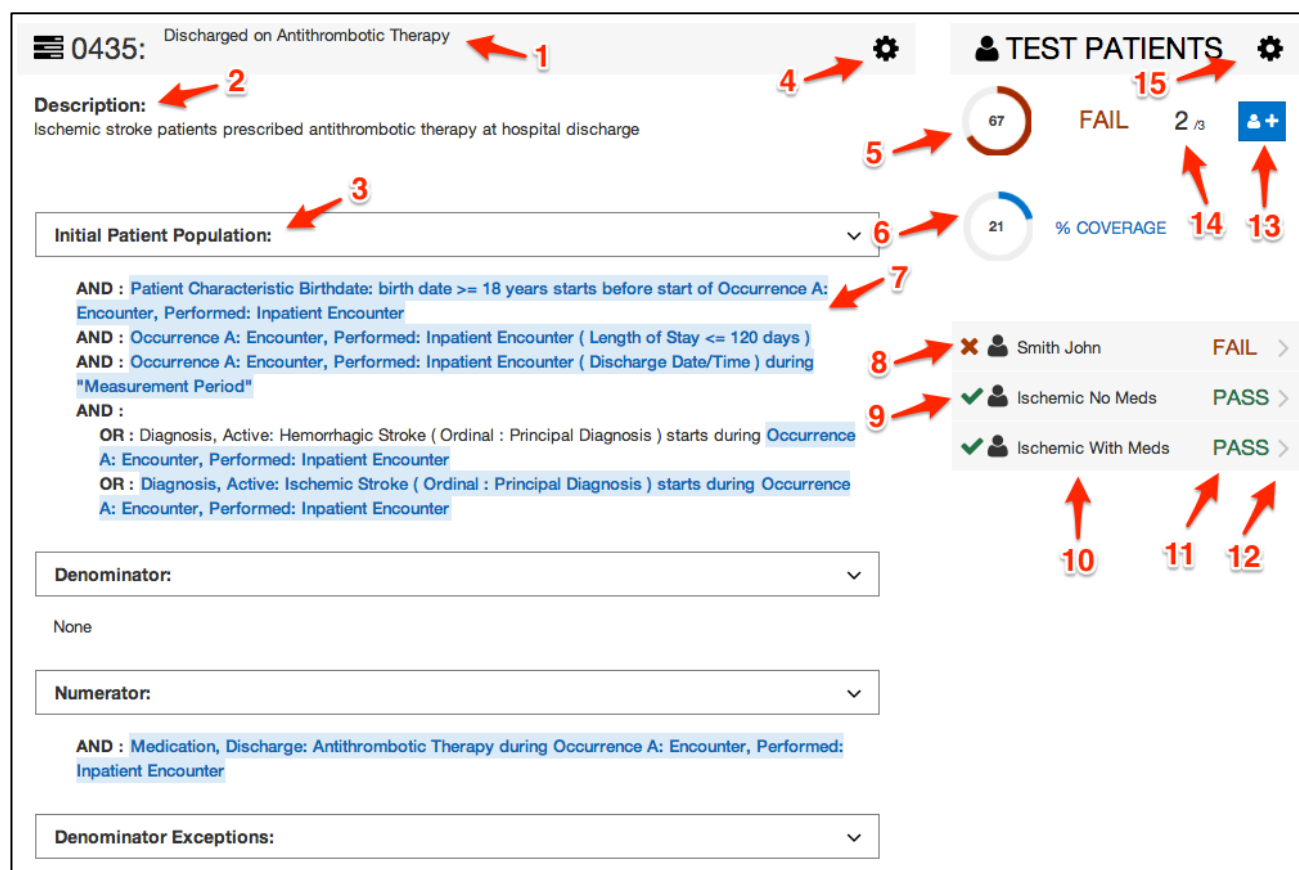 0435: Discharged on Antithrombotic Therapy
1
4
Description:
2
Ischemic stroke patients prescribed antithrombotic therapy at hospital discharge
3
Initial Patient Population:
AND : Patient Characteristic Birthdate: birth date >= 18 years starts before start of Occurrence A:
Encounter, Performed: Inpatient Encounter
7
AND : Occurrence A: Encounter, Performed: Inpatient Encounter ( Length of Stay <= 120 days )
AND : Occurrence A: Encounter, Performed: Inpatient Encounter ( Discharge Date/Time ) during
"Measurement Period"
AND :
OR : Diagnosis, Active: Hemorrhagic Stroke ( Ordinal : Principal Diagnosis ) starts during Occurrence
A: Encounter, Performed: Inpatient Encounter
OR : Diagnosis, Active: Ischemic Stroke ( Ordinal : Principal Diagnosis ) starts during Occurrence
A: Encounter, Performed: Inpatient Encounter
Denominator:
None
Numerator:
AND : Medication, Discharge: Antithrombotic Therapy during Occurrence A: Encounter, Performed:
Inpatient Encounter
Denominator Exceptions:
TEST PATIENTS
15
67 FAIL 2 /3
5
6
21 % COVERAGE
14
13
8
Smith John FAIL
9
Ischemic No Meds PASS
Ischemic With Meds PASS
10
11
12